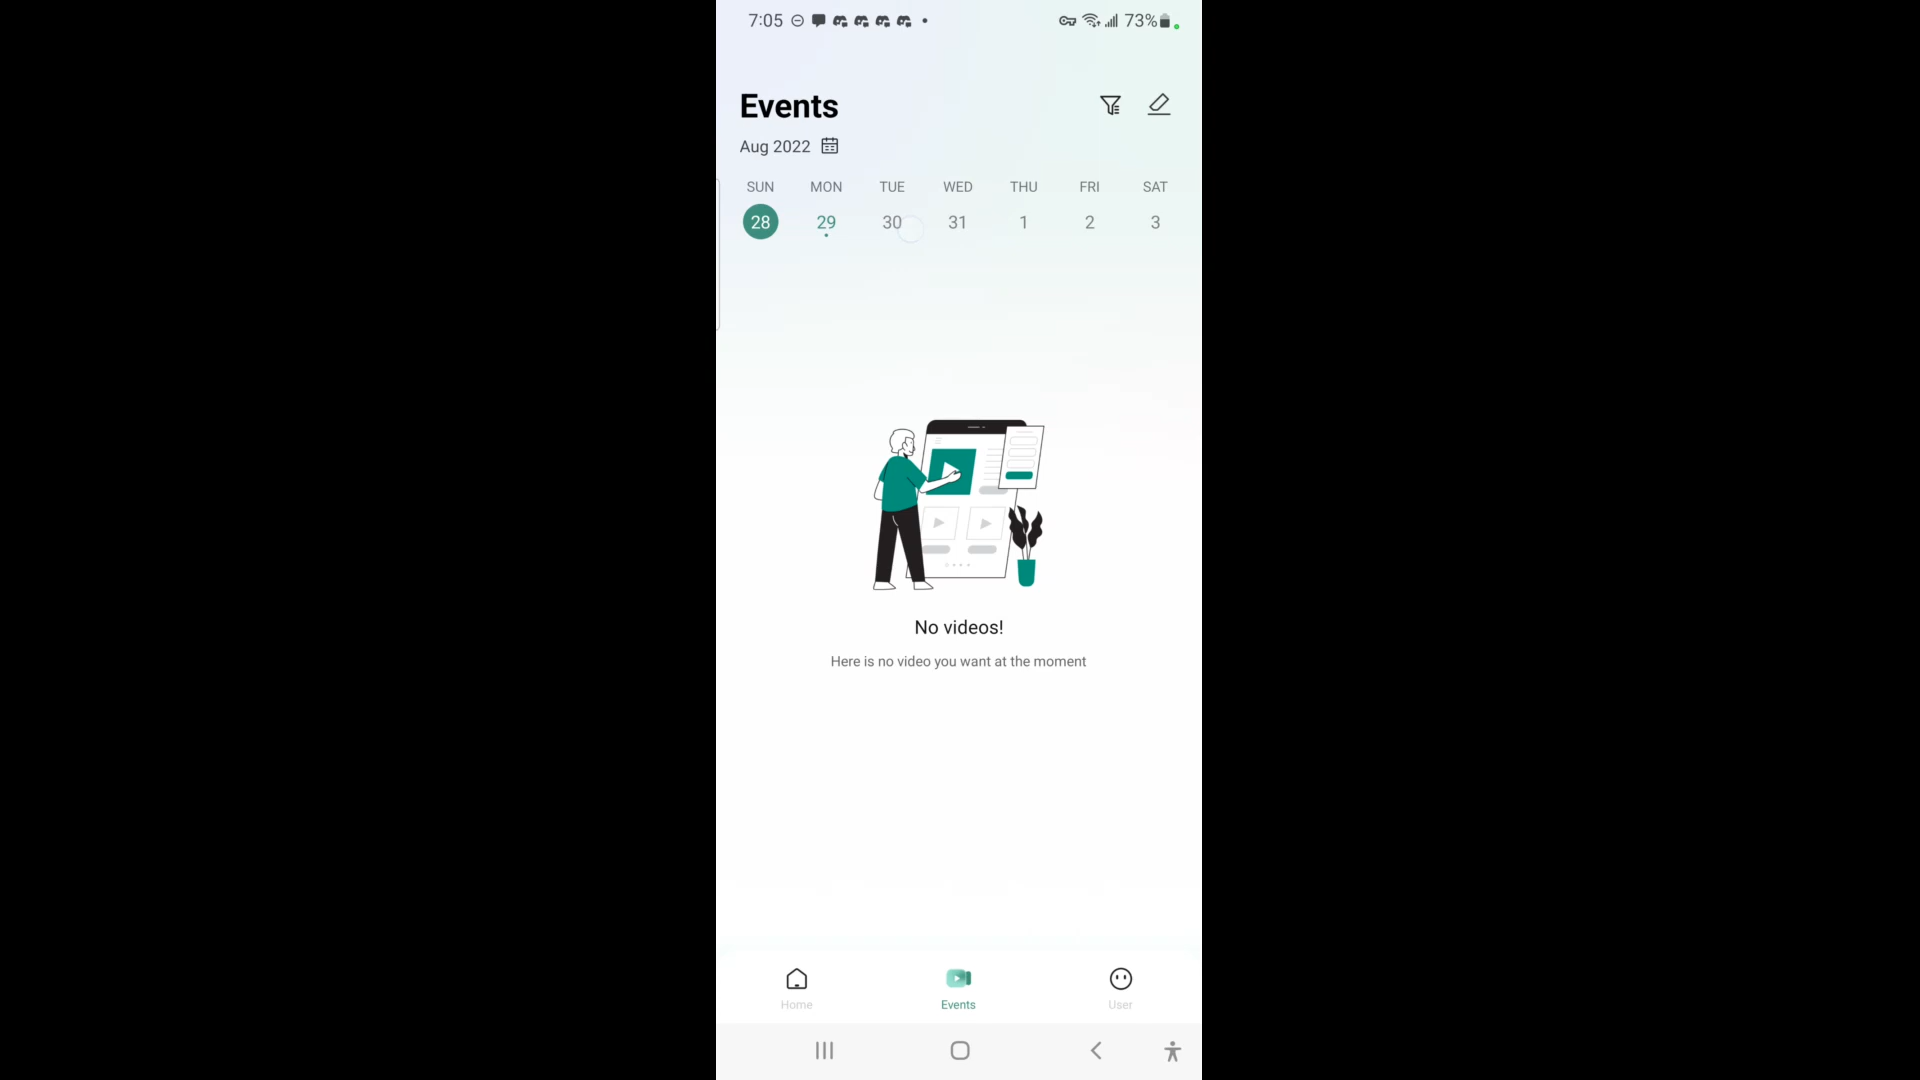 7:05 73%
Events
Aug 2022
SUN MON TUE WED THU FRI SAT
28 29 30 31 1 2 3
No videos!
Here is no video you want at the moment
Home Events User